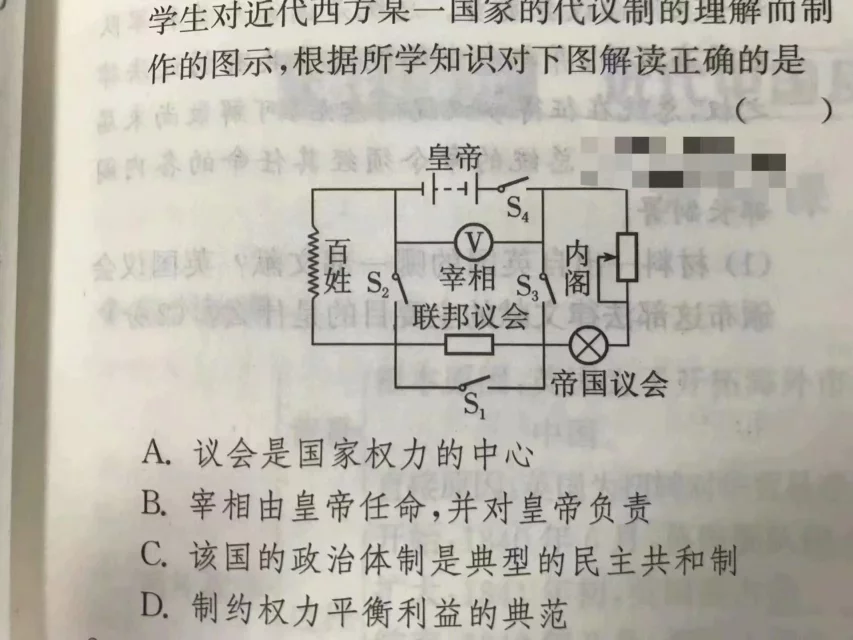 学生对近代西方某一国家的代议制的理解而制
作的图示,根据所学知识对下图解读正确的是
( )
皇帝
S₄
V
百姓
S₂
宰相
S₃
内阁
联邦议会
帝国议会
S₁
A. 议会是国家权力的中心
B. 宰相由皇帝任命,并对皇帝负责
C. 该国的政治体制是典型的民主共和制
D. 制约权力平衡利益的典范